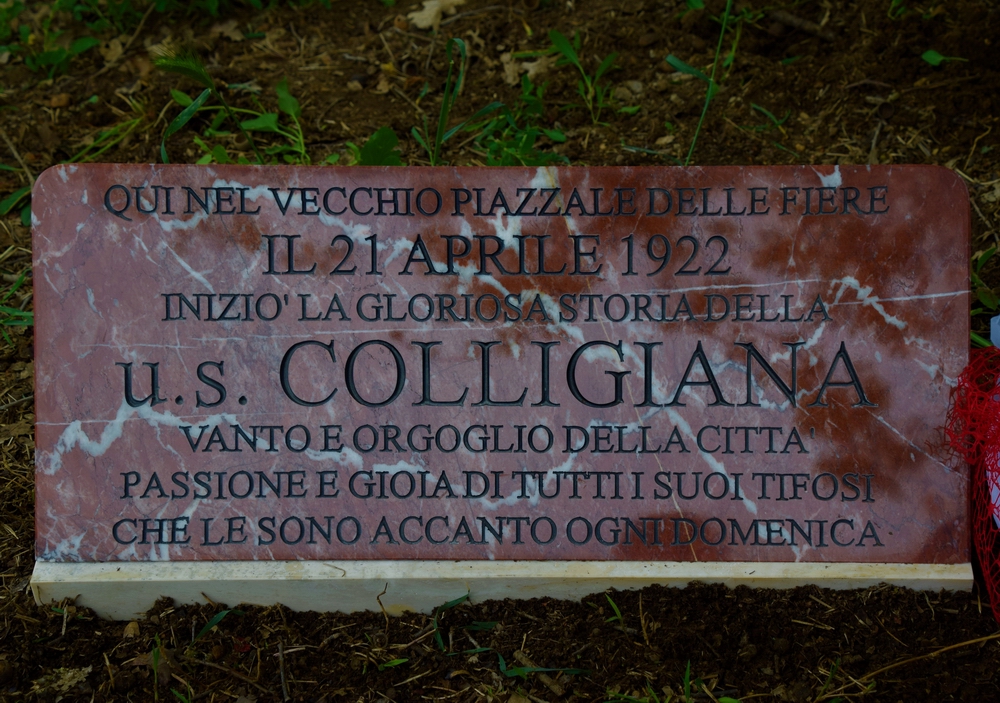 QUI NEL VECCHIO PIAZZALE DELLE FIERE
IL 21 APRILE 1922
INIZIO' LA GLORIOSA STORIA DELLA
u.s. COLLIGIANA
VANTO E ORGOGLIO DELLA CITTA'
PASSIONE E GIOIA DI TUTTI I SUOI TIFOSI
CHE LE SONO ACCANTO OGNI DOMENICA